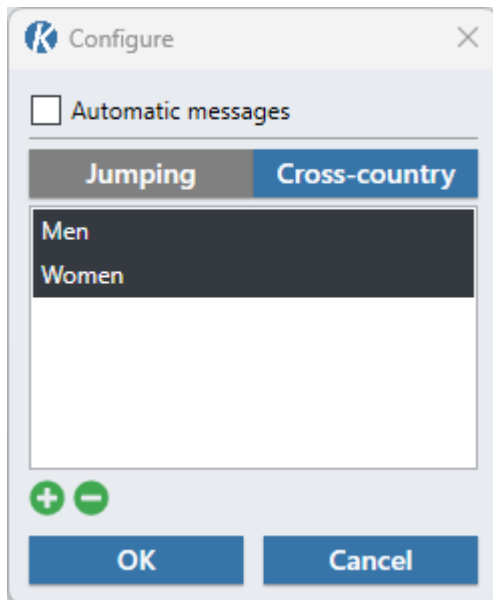 Configure
Automatic messages
Jumping Cross-country
Men
Women
OK Cancel